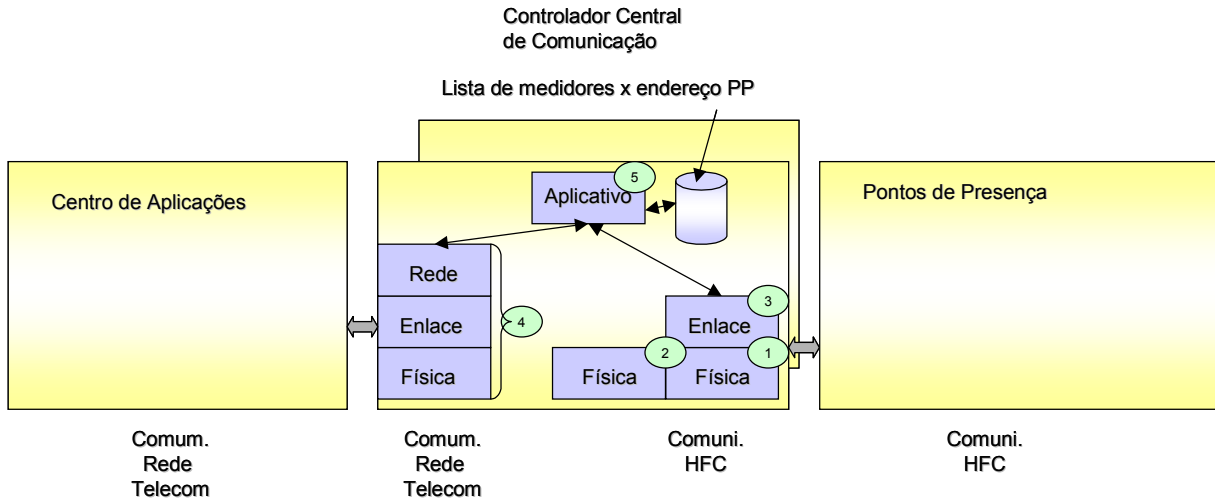 Controlador Central
de Comunicação
Lista de medidores x endereço PP
Centro de Aplicações
Aplicativo
5
Pontos de Presença
Rede
Enlace
Física
4
3
Enlace
2
1
Física
Física
Comum.
Rede
Telecom
Comum.
Rede
Telecom
Comuni.
HFC
Comuni.
HFC